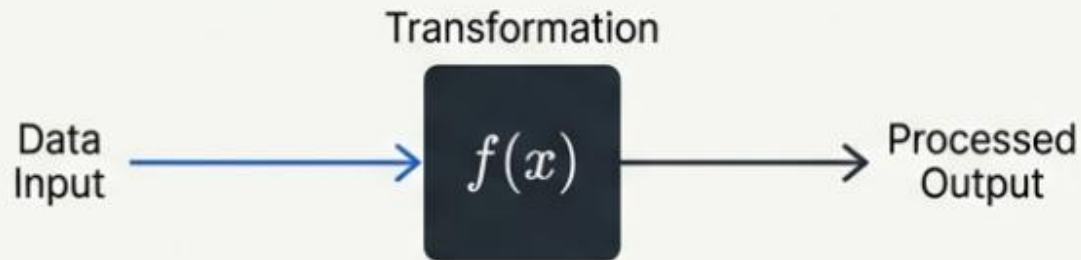 Transformation
Data
Input
f(x)
Processed
Output